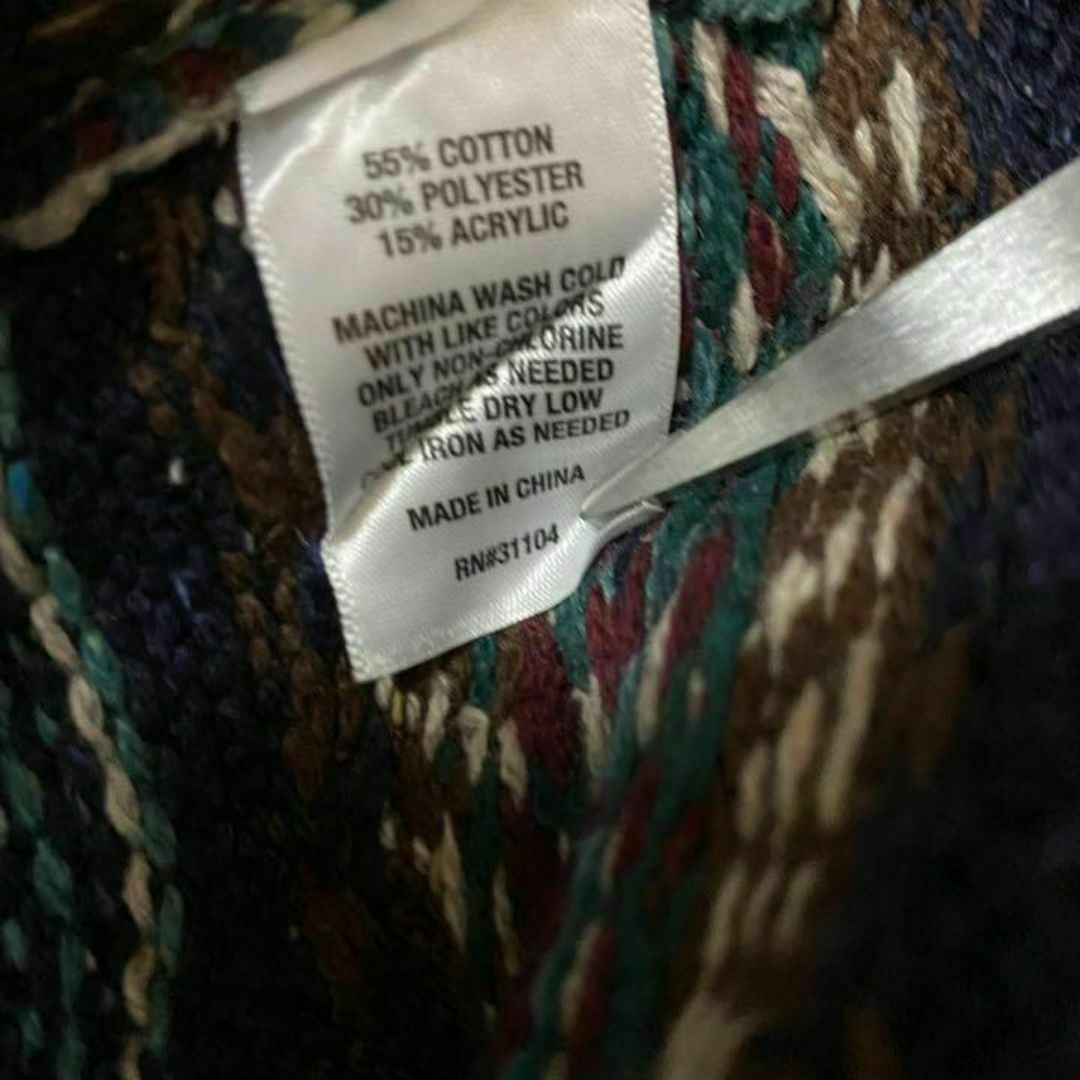 55% COTTON
30% POLYESTER
15% ACRYLIC
MACHINA WASH COLD
WITH LIKE COLORS
ONLY NON-CHLORINE
BLEACH AS NEEDED
TUMBLE DRY LOW
IRON AS NEEDED
MADE IN CHINA
RN#31104